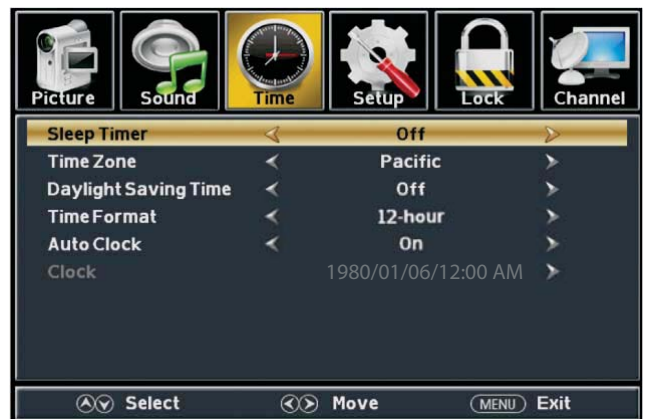 Picture Sound Time Setup Lock Channel
Sleep Timer Off
Time Zone Pacific
Daylight Saving Time Off
Time Format 12-hour
Auto Clock On
Clock 1980/01/06/12:00 AM
Select Move MENU Exit